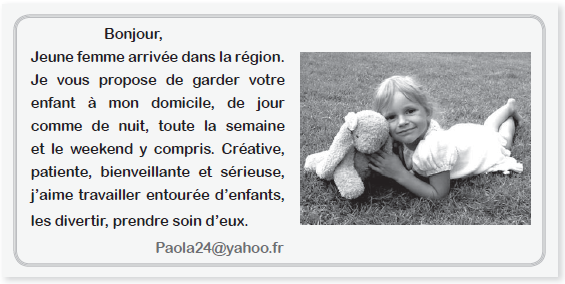 Bonjour,
Jeune femme arrivée dans la région.
Je vous propose de garder votre
enfant à mon domicile, de jour
comme de nuit, toute la semaine
et le weekend y compris. Créative,
patiente, bienveillante et sérieuse,
j'aime travailler entourée d'enfants,
les divertir, prendre soin d'eux.
Paola24@yahoo.fr